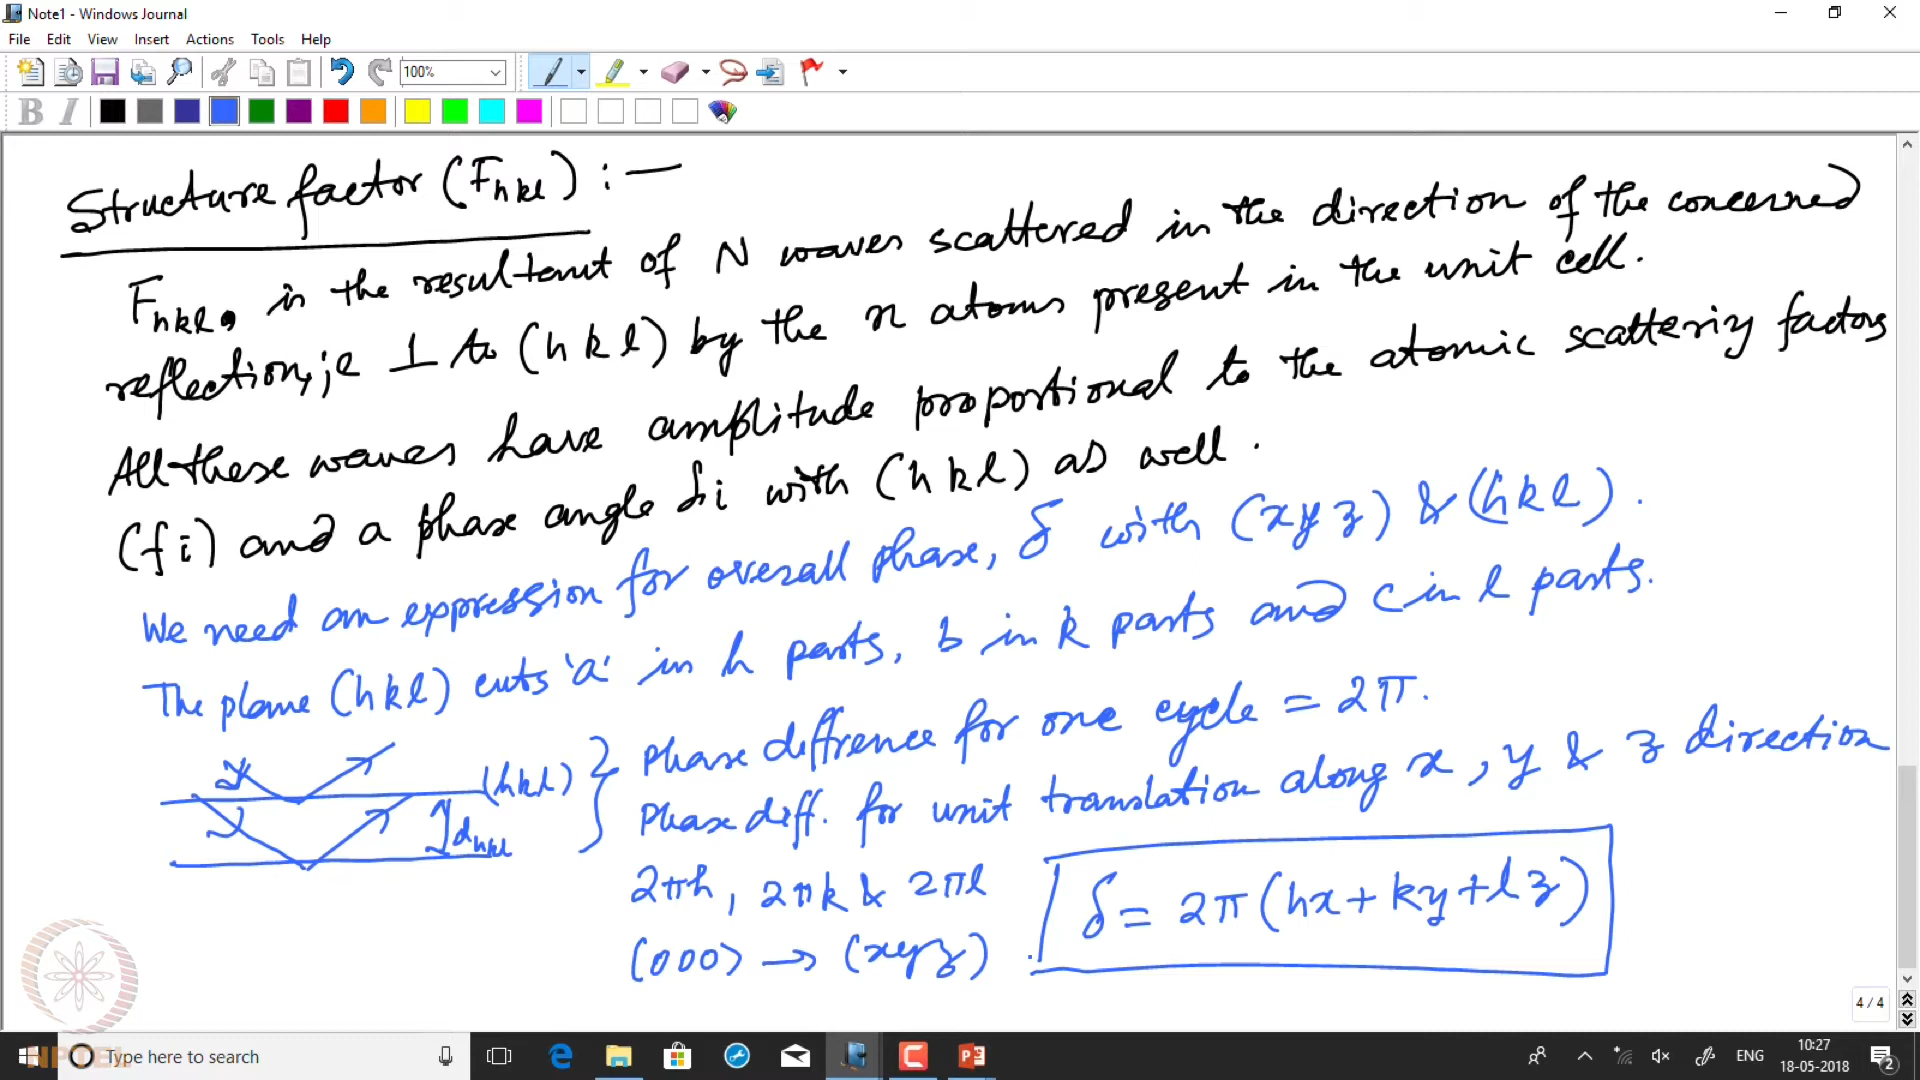 Note1 - Windows Journal
File Edit View Insert Actions Tools Help
100%
B I
Structure factor (Fhkl) :—
Fhkl, is the resultant of N waves scattered in the direction of the concerned
reflection, ie ⊥ to (h k l) by the n atoms present in the unit cell.
All these waves have amplitude proportional to the atomic scattering factors
(fi) and a phase angle δi with (h k l) as well.
We need an expression for overall phase, δ with (x y z) & (h k l).
The plane (h k l) cuts 'a' in h parts, b in k parts and c in l parts.
Phase diffrence for one cycle = 2π.
(hkl)
Phase diff. for unit translation along x, y & z direction
dhkl
2πh, 2πk & 2πl
δ = 2π(hx+ky+lz)
(000) → (xyz)
4 / 4
NPTEL
Type here to search
ENG
10:27
18-05-2018
2